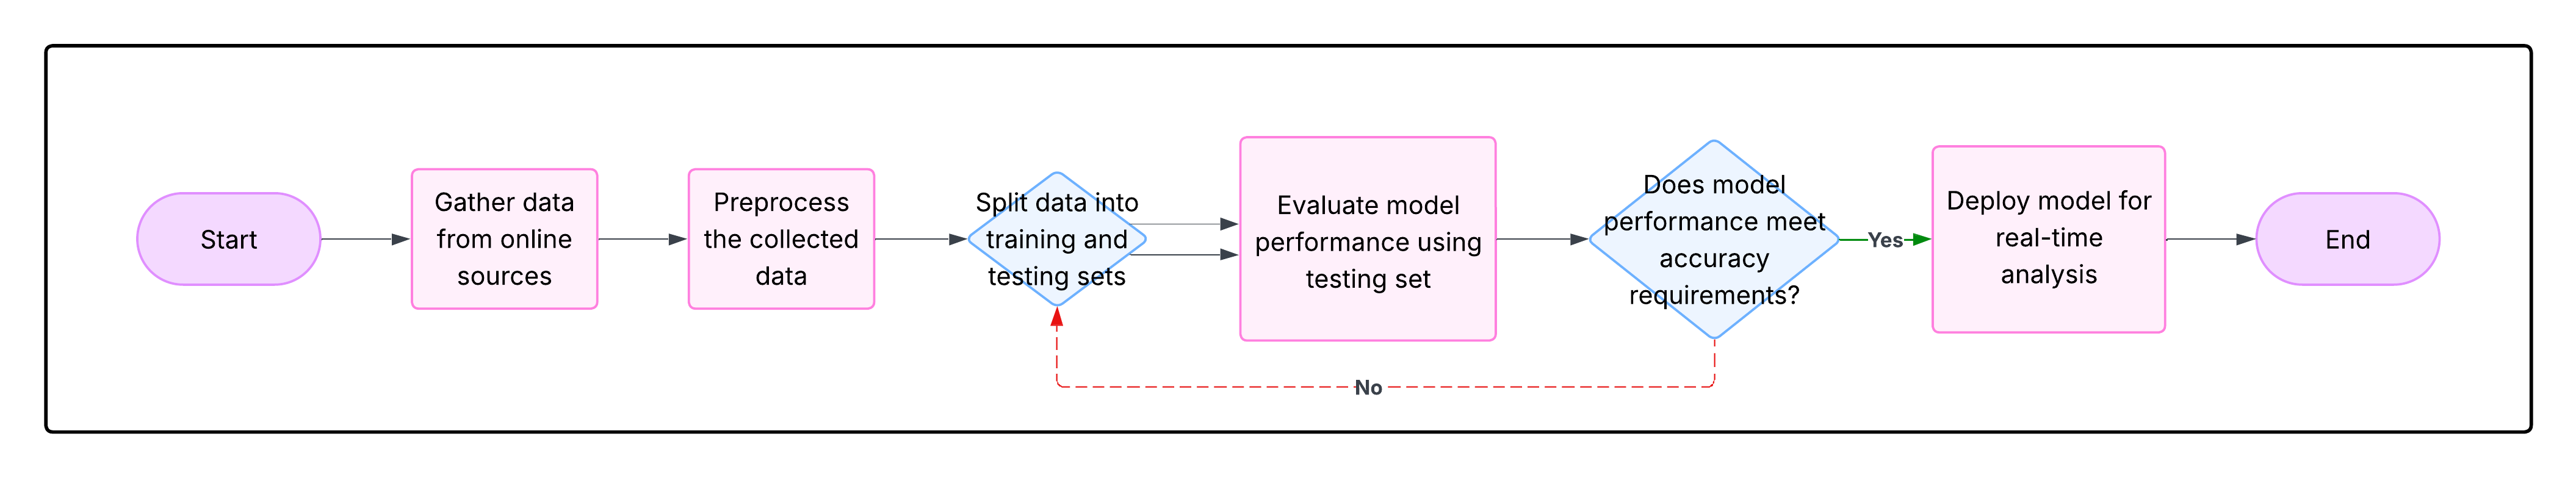 Start
Gather data
from online
sources
Preprocess
the collected
data
Split data into
training and
testing sets
Evaluate model
performance using
testing set
Does model
performance meet
accuracy
requirements?
Yes
Deploy model for
real-time
analysis
End
No